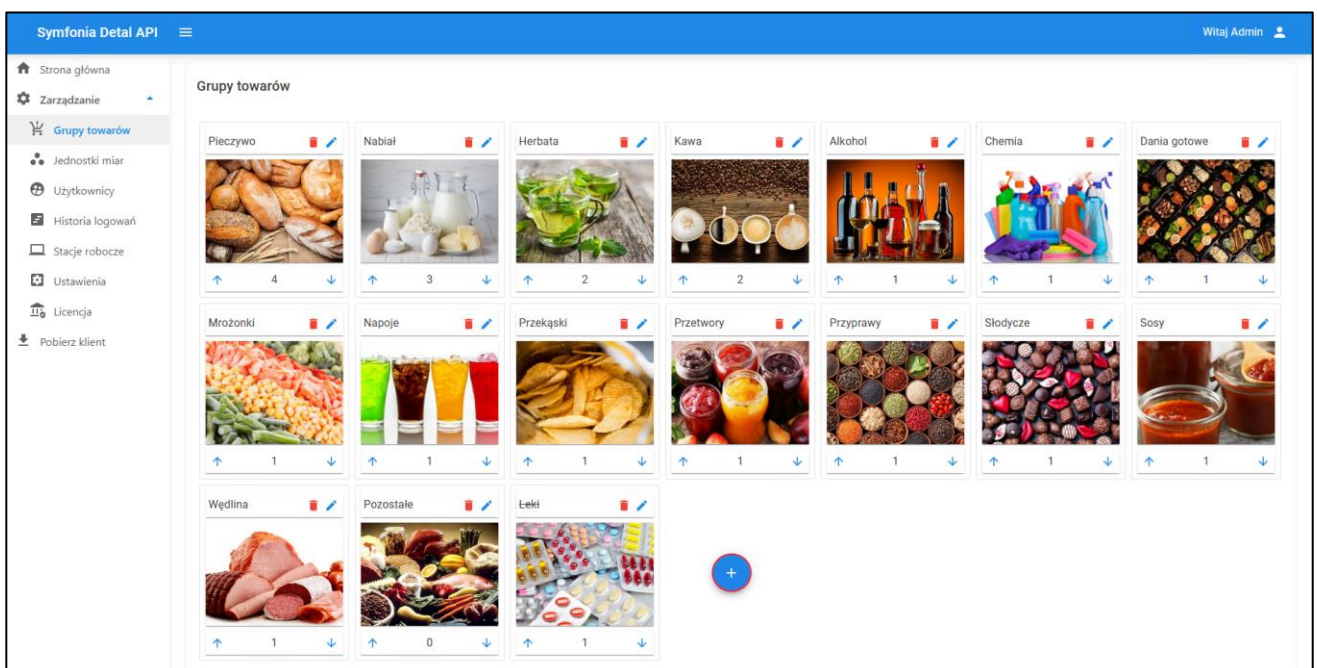 Symfonia Detal API
Witaj Admin
Strona główna
Zarządzanie
Grupy towarów
Jednostki miar
Użytkownicy
Historia logowań
Stacje robocze
Ustawienia
Licencja
Pobierz klient
Grupy towarów
Pieczywo Nabiał Herbata Kawa Alkohol Chemia Dania gotowe
4 3 2 2 1 1 1
Mrożonki Napoje Przekąski Przetwory Przyprawy Słodycze Sosy
1 1 1 1 1 1 1
Wędlina Pozostałe Leki
1 0 1